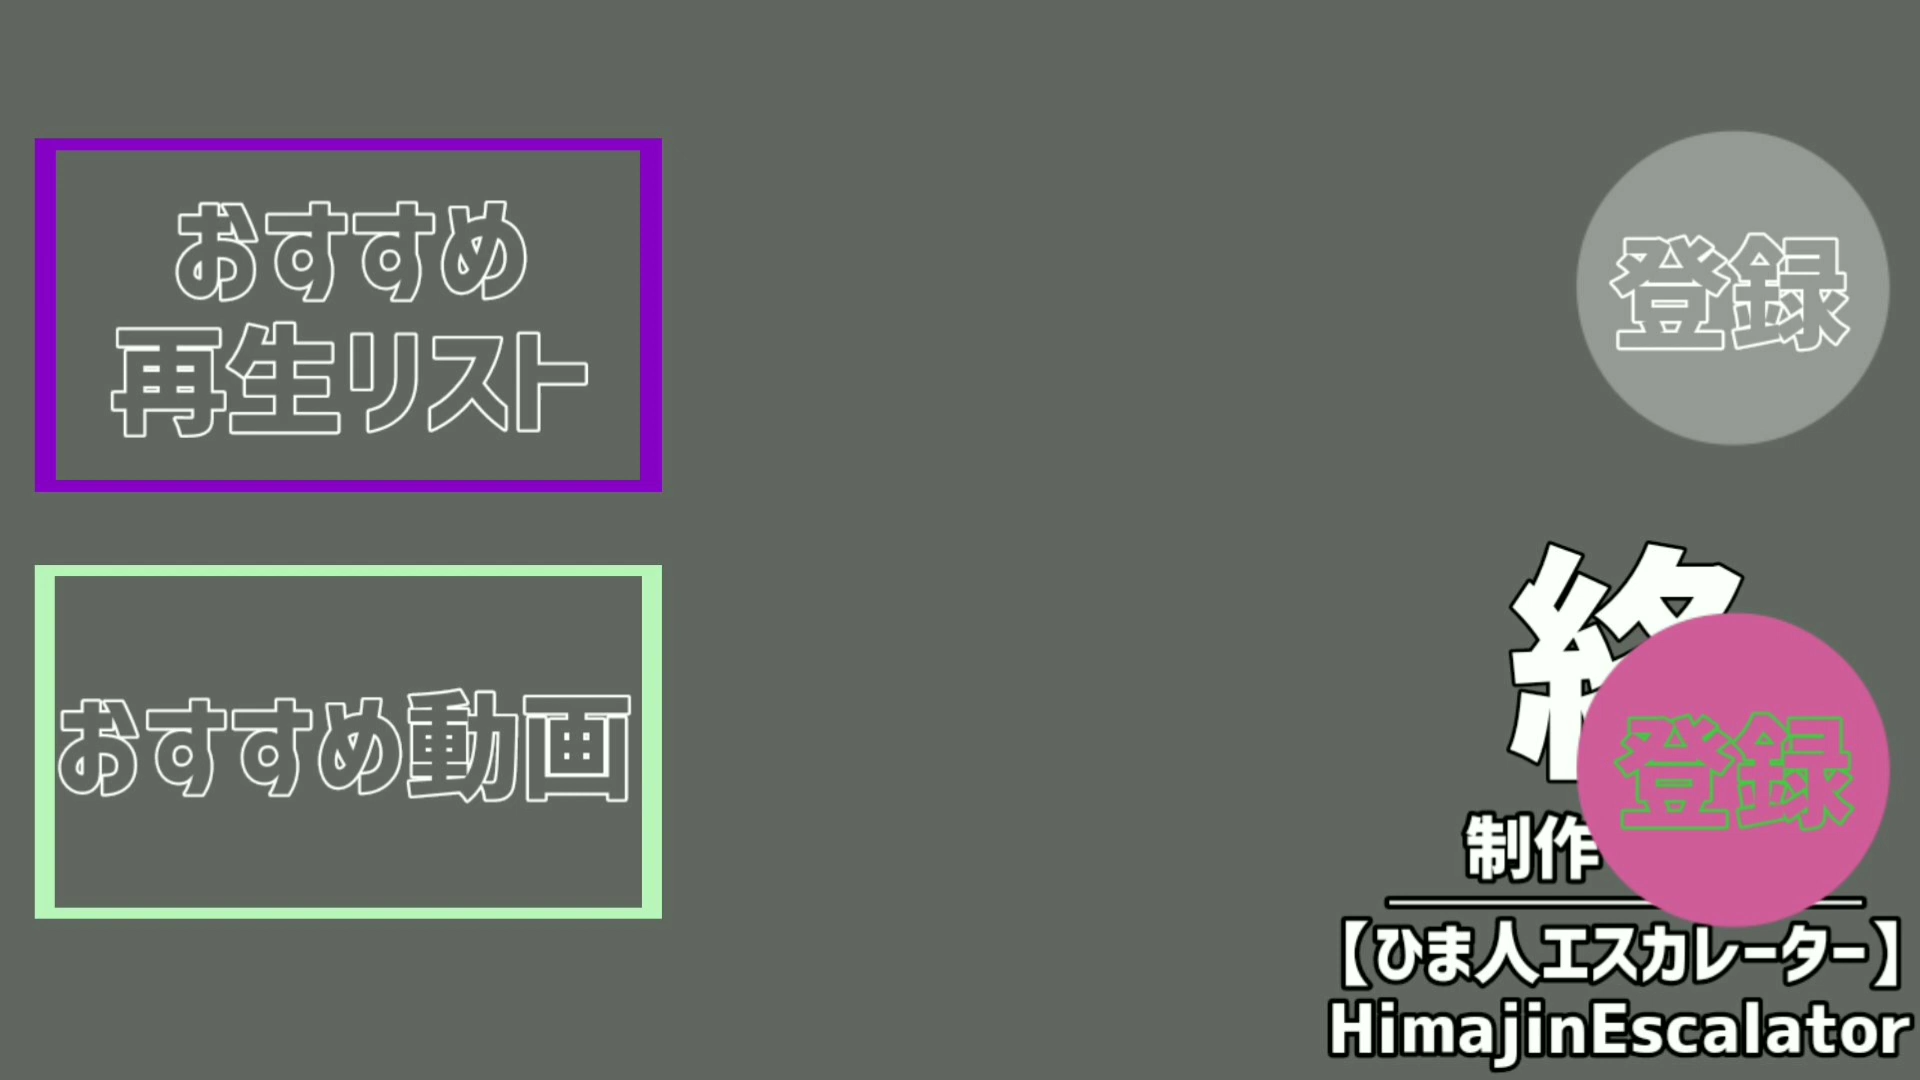 おすすめ
再生リスト
おすすめ動画
登録
終
登録
制作
【ひま人エスカレーター】
HimajinEscalator